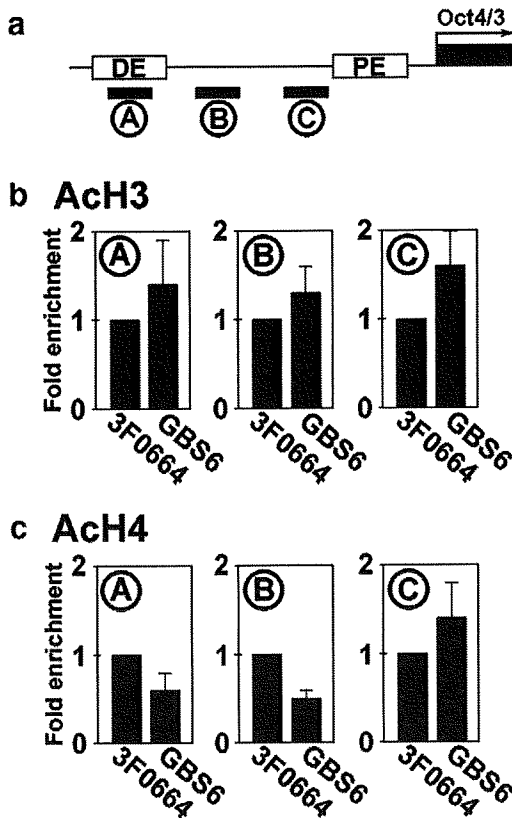 a
Oct4/3
DE PE
A B C
b AcH3
Fold enrichment
2 2 2
1 1 1
0 0 0
A B C
3F0664 GBS6 3F0664 GBS6 3F0664 GBS6
c AcH4
Fold enrichment
2 2 2
1 1 1
0 0 0
A B C
3F0664 GBS6 3F0664 GBS6 3F0664 GBS6